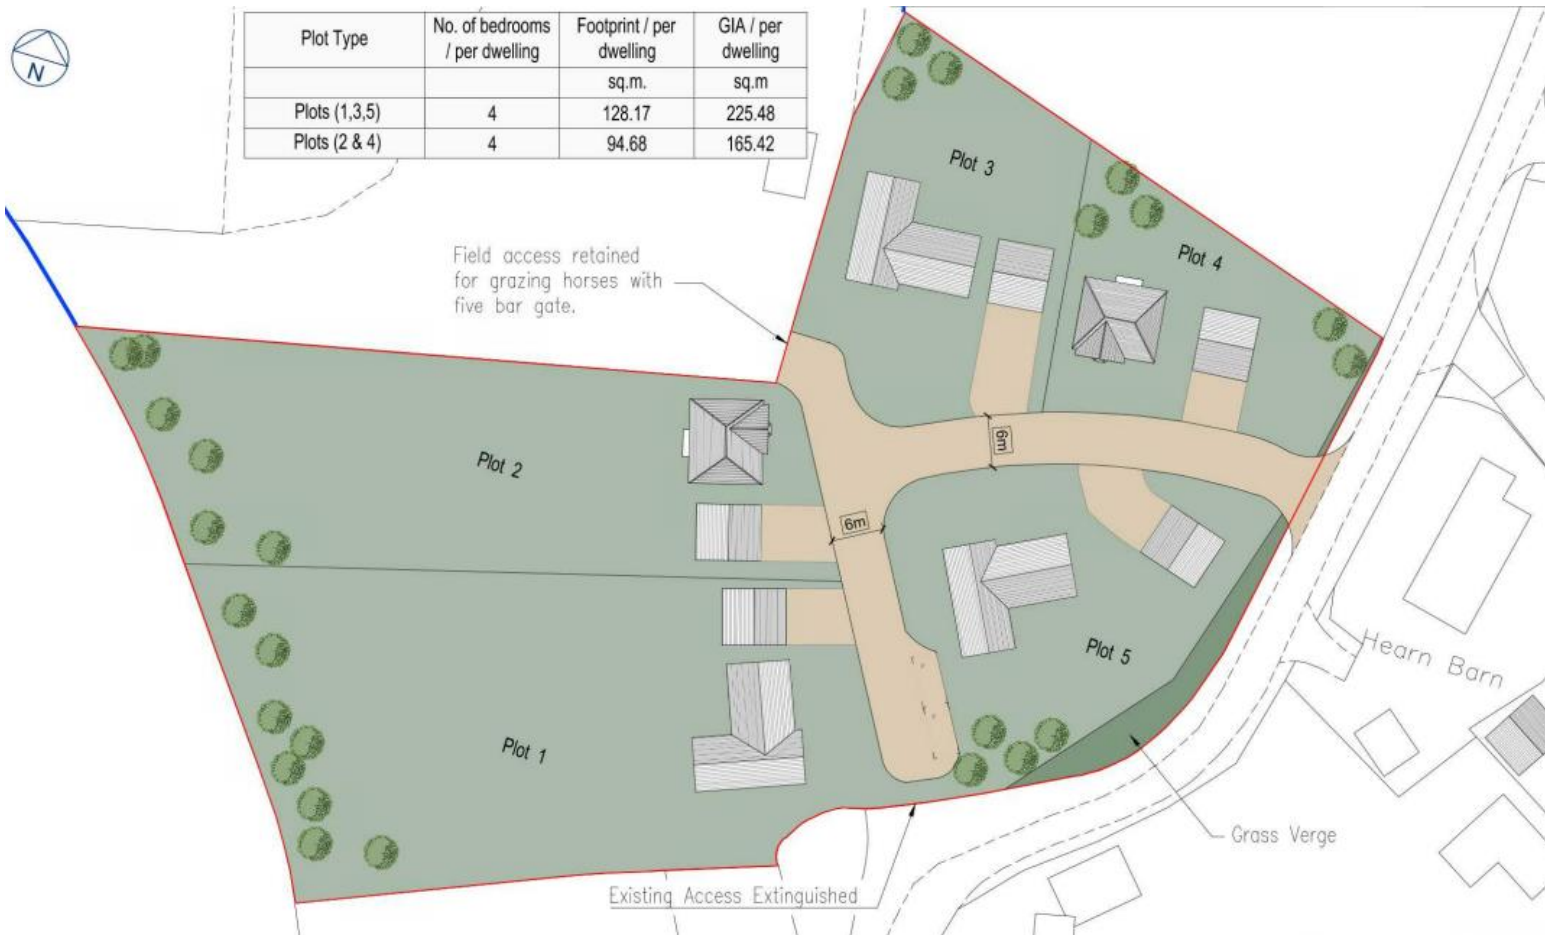 N
Plot Type No. of bedrooms / per dwelling Footprint / per dwelling GIA / per dwelling
sq.m. sq.m
Plots (1,3,5) 4 128.17 225.48
Plots (2 & 4) 4 94.68 165.42
Plot 3
Plot 4
Field access retained
for grazing horses with
five bar gate.
6m
Plot 2
6m
Plot 5
Hearn Barn
Plot 1
Grass Verge
Existing Access Extinguished